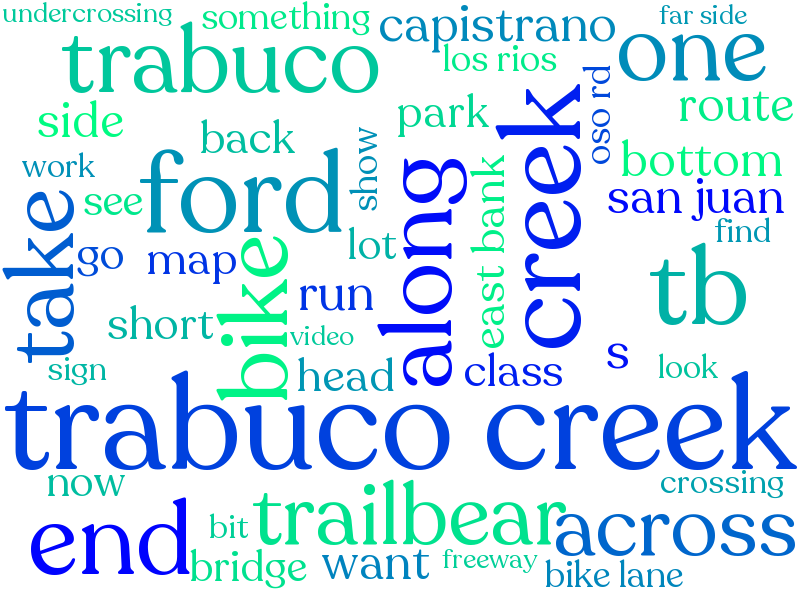 undercrossing
something
capistrano
far side
trabuco
los rios
one
side
back
park
oso rd
route
work
see
ford
show
along
creek
bottom
san juan
take
go
map
bike
lot
east bank
find
tb
short
run
video
sign
head
class
s
look
trabuco creek
now
crossing
end
bit
trailbear
across
bridge
want
freeway
bike lane